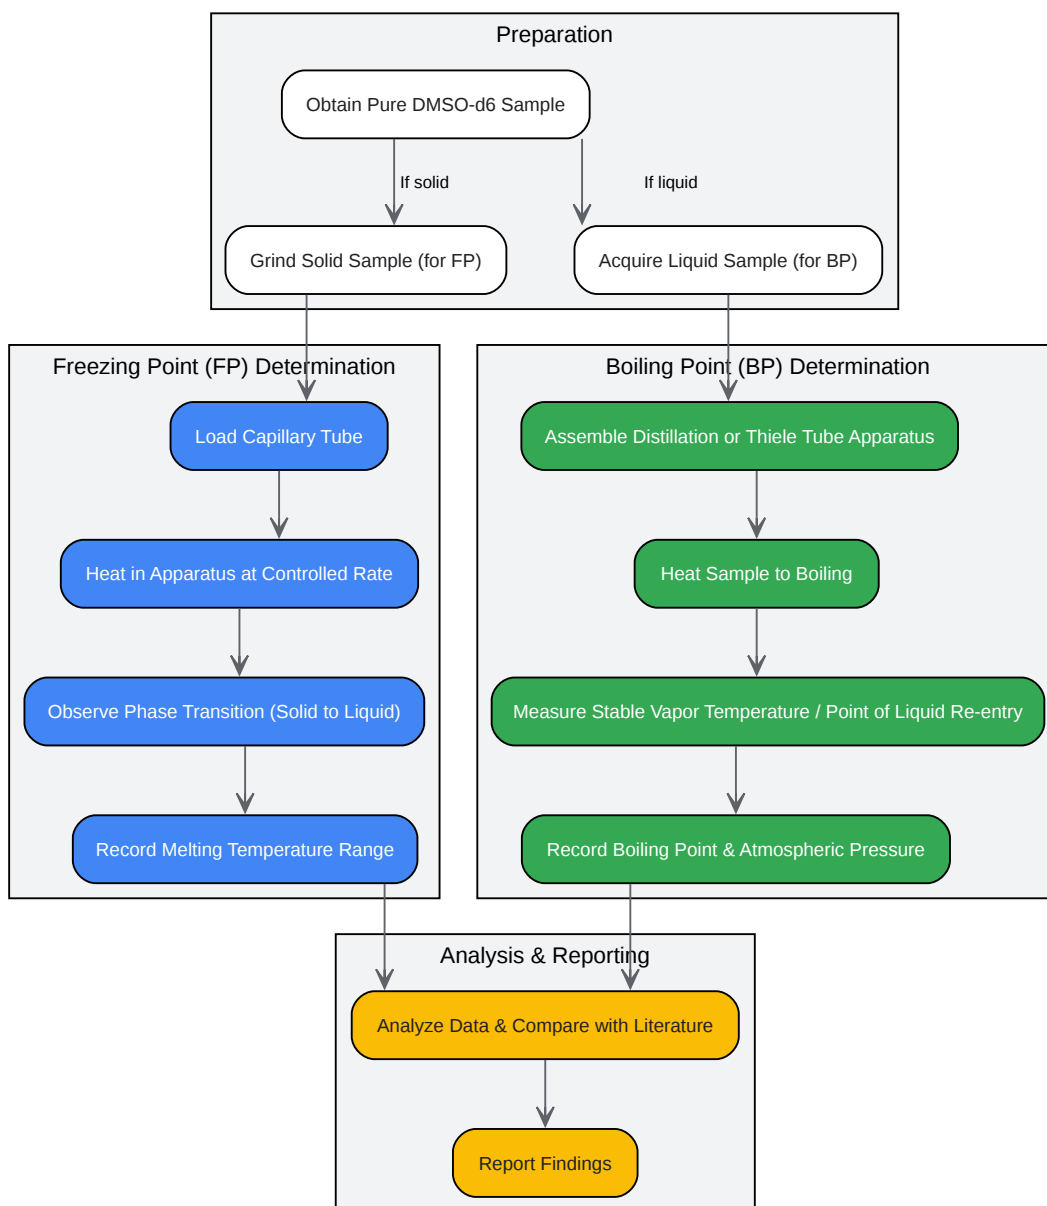 Preparation
Obtain Pure DMSO-d6 Sample
If solid
If liquid
Grind Solid Sample (for FP)
Acquire Liquid Sample (for BP)
Freezing Point (FP) Determination
Load Capillary Tube
Heat in Apparatus at Controlled Rate
Observe Phase Transition (Solid to Liquid)
Record Melting Temperature Range
Boiling Point (BP) Determination
Assemble Distillation or Thiele Tube Apparatus
Heat Sample to Boiling
Measure Stable Vapor Temperature / Point of Liquid Re-entry
Record Boiling Point & Atmospheric Pressure
Analysis & Reporting
Analyze Data & Compare with Literature
Report Findings